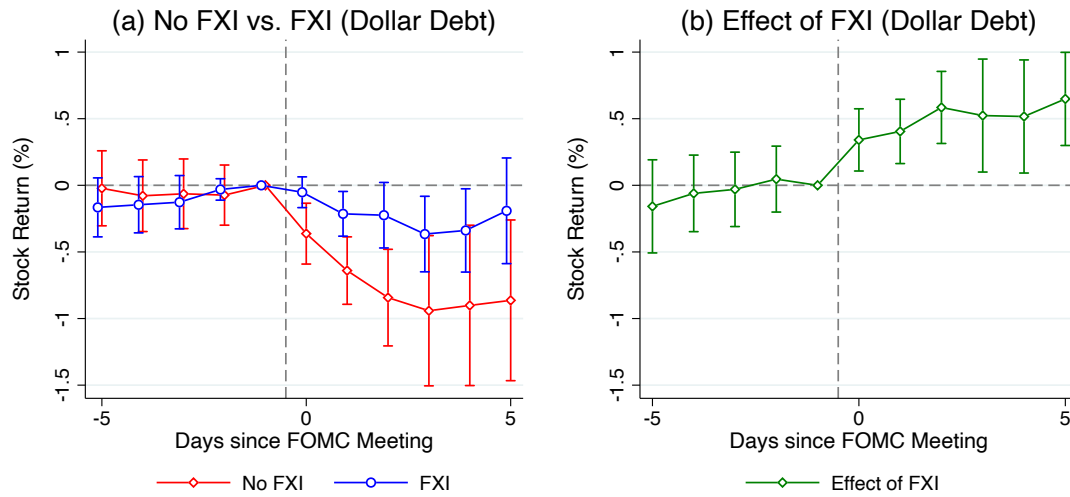 (a) No FXI vs. FXI (Dollar Debt)
Stock Return (%)
1
.5
0
-.5
-1
-1.5
-5
0
5
Days since FOMC Meeting
No FXI
FXI
(b) Effect of FXI (Dollar Debt)
Stock Return (%)
1
.5
0
-.5
-1
-1.5
-5
0
5
Days since FOMC Meeting
Effect of FXI